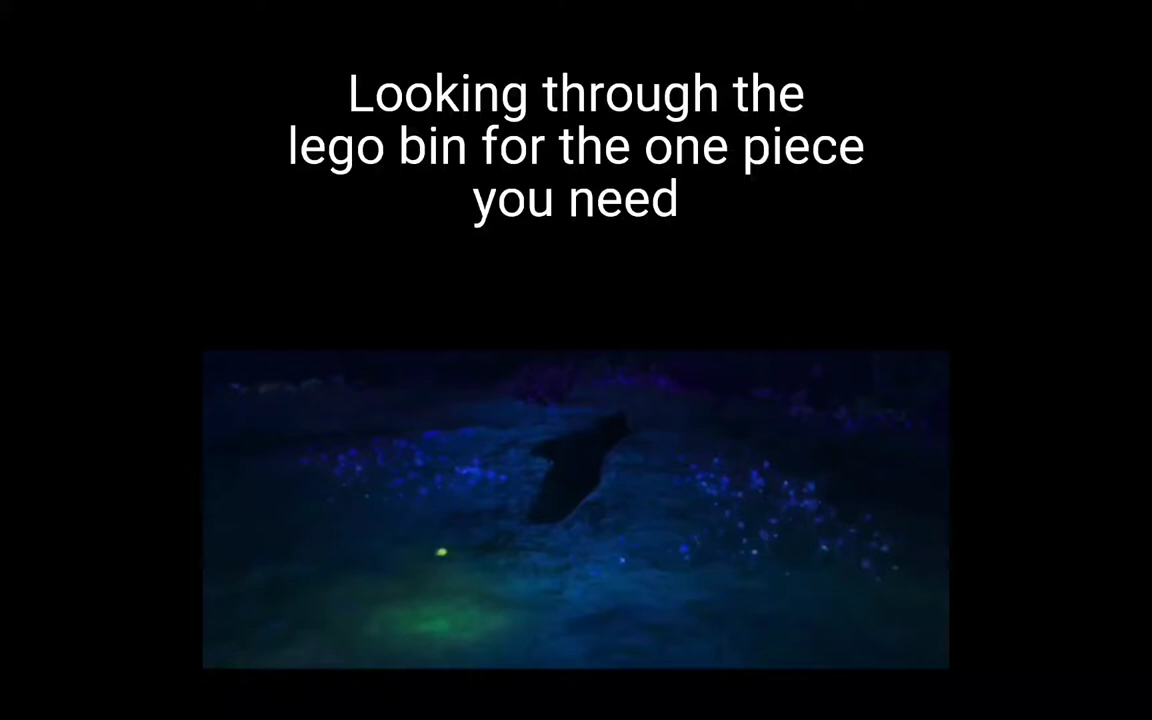 Looking through the
lego bin for the one piece
you need